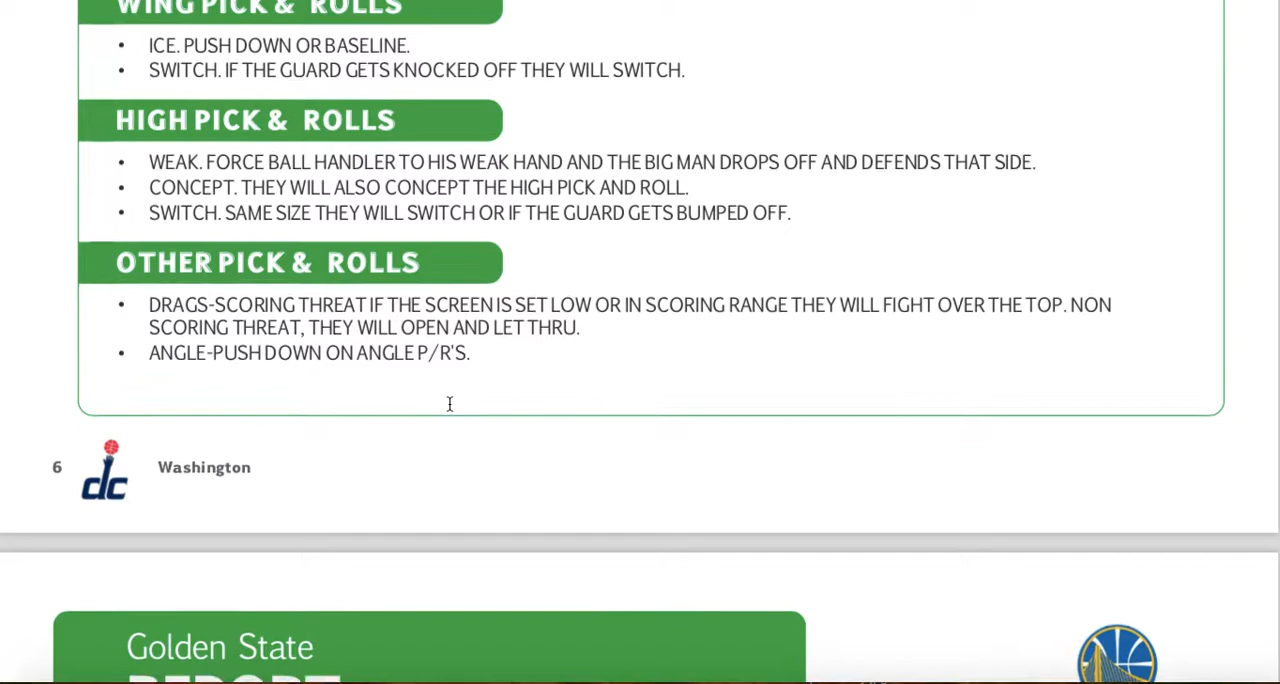 WING PICK & ROLLS
• ICE. PUSH DOWN OR BASELINE.
• SWITCH. IF THE GUARD GETS KNOCKED OFF THEY WILL SWITCH.
HIGH PICK & ROLLS
• WEAK. FORCE BALL HANDLER TO HIS WEAK HAND AND THE BIG MAN DROPS OFF AND DEFENDS THAT SIDE.
• CONCEPT. THEY WILL ALSO CONCEPT THE HIGH PICK AND ROLL.
• SWITCH. SAME SIZE THEY WILL SWITCH OR IF THE GUARD GETS BUMPED OFF.
OTHER PICK & ROLLS
• DRAGS-SCORING THREAT IF THE SCREEN IS SET LOW OR IN SCORING RANGE THEY WILL FIGHT OVER THE TOP. NON
SCORING THREAT, THEY WILL OPEN AND LET THRU.
• ANGLE-PUSH DOWN ON ANGLE P/R'S.
6 dc Washington
Golden State
REPORT